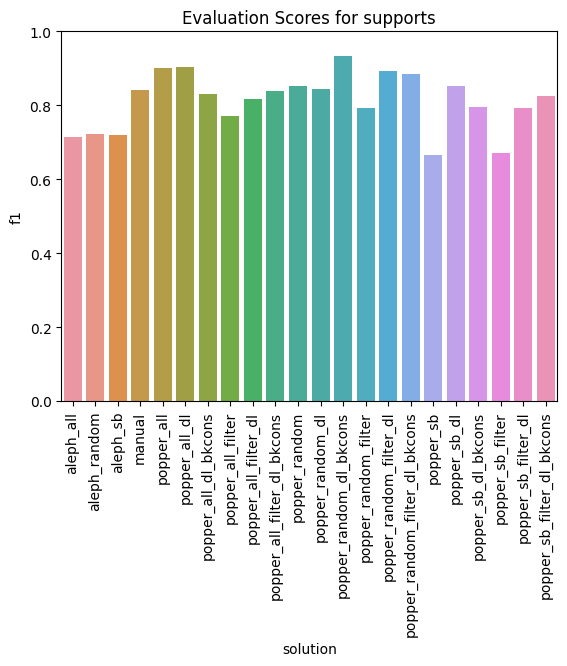 Evaluation Scores for supports
1.0
0.8
0.6
0.4
0.2
0.0
f1
aleph_all
aleph_random
aleph_sb
manual
popper_all
popper_all_dl
popper_all_dl_bkcons
popper_all_filter
popper_all_filter_dl
popper_all_filter_dl_bkcons
popper_random
popper_random_dl
popper_random_dl_bkcons
popper_random_filter
popper_random_filter_dl
popper_random_filter_dl_bkcons
popper_sb
popper_sb_dl
popper_sb_dl_bkcons
popper_sb_filter
popper_sb_filter_dl
popper_sb_filter_dl_bkcons
solution